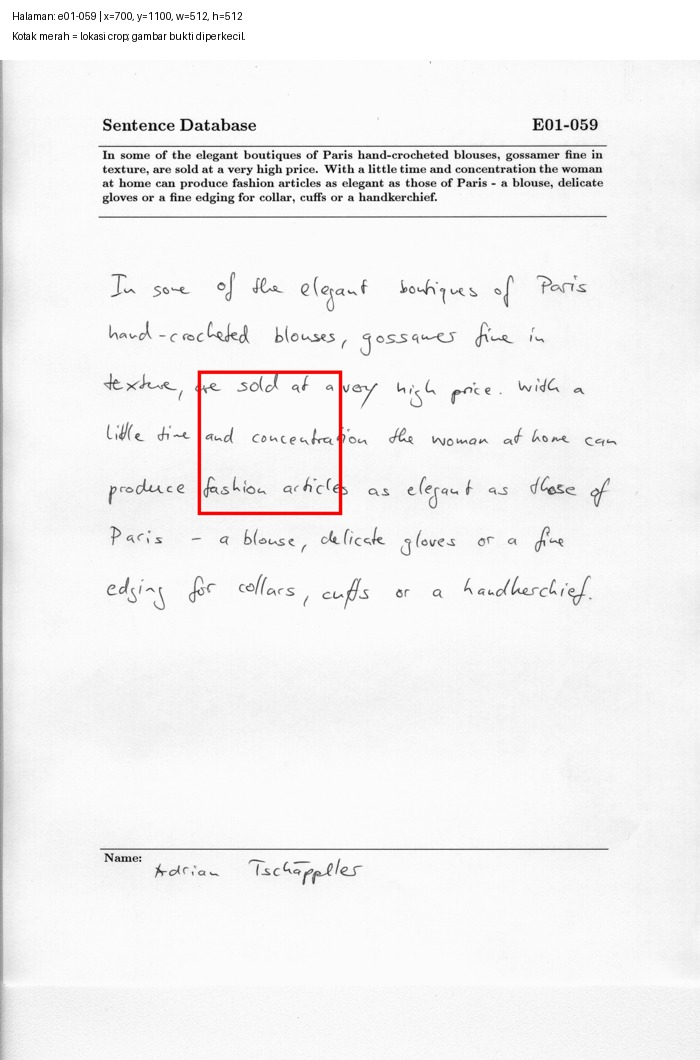 Halaman: e01-059 | x=700, y=1100, w=512, h=512
Kotak merah = lokasi crop; gambar bukti diperkecil.
Sentence Database E01-059
In some of the elegant boutiques of Paris hand-crocheted blouses, gossamer fine in
texture, are sold at a very high price. With a little time and concentration the woman
at home can produce fashion articles as elegant as those of Paris - a blouse, delicate
gloves or a fine edging for collar, cuffs or a handkerchief.
In some of the elegant boutiques of Paris
hand-crocheted blouses, gossamer fine in
texture, are sold at a very high price. With a
little time and concentration the woman at home can
produce fashion articles as elegant as those of
Paris - a blouse, delicate gloves or a fine
edging for collars, cuffs or a handkerchief.
Name: Adrian Tschäppeller